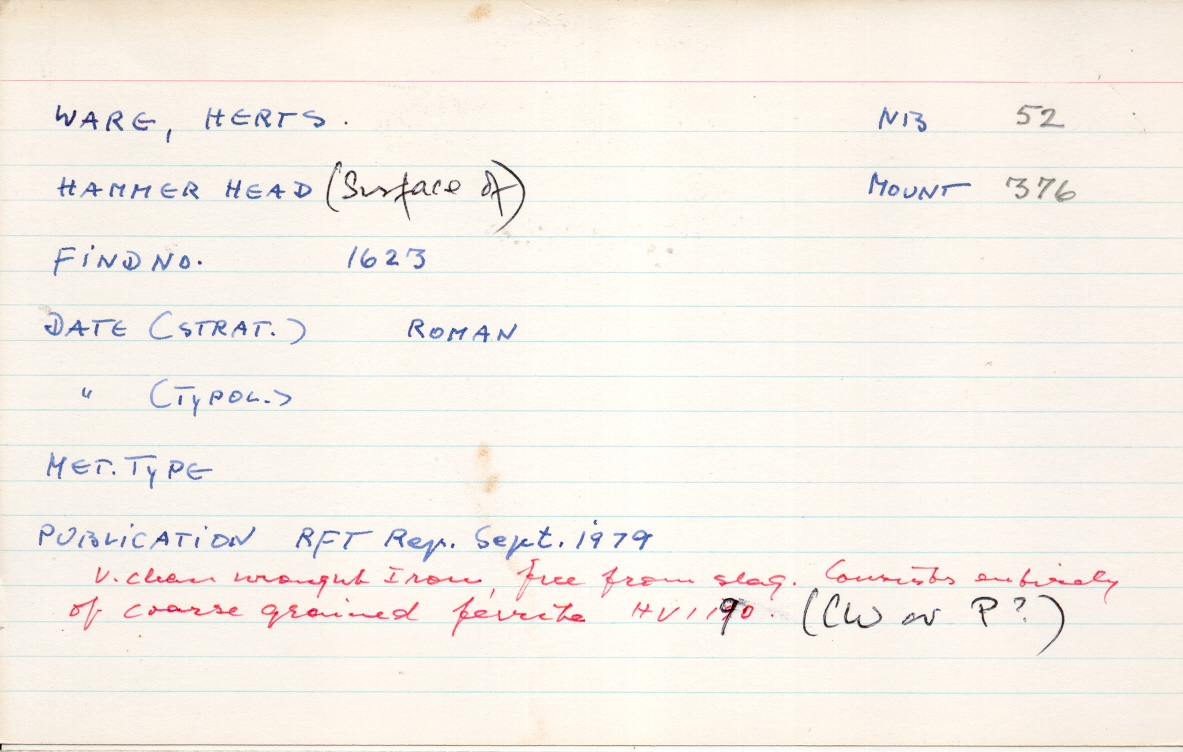 WARE, HERTS. NB 52
HAMMER HEAD (Surface of) MOUNT 376
FIND NO. 1623
DATE (STRAT.) ROMAN
" (TYPOL.)
MET. TYPE
PUBLICATION RFT Rep. Sept. 1979
V. clean wrought Iron, free from slag. Consists entirely
of coarse grained ferrite HV1 190. (CW or P?)